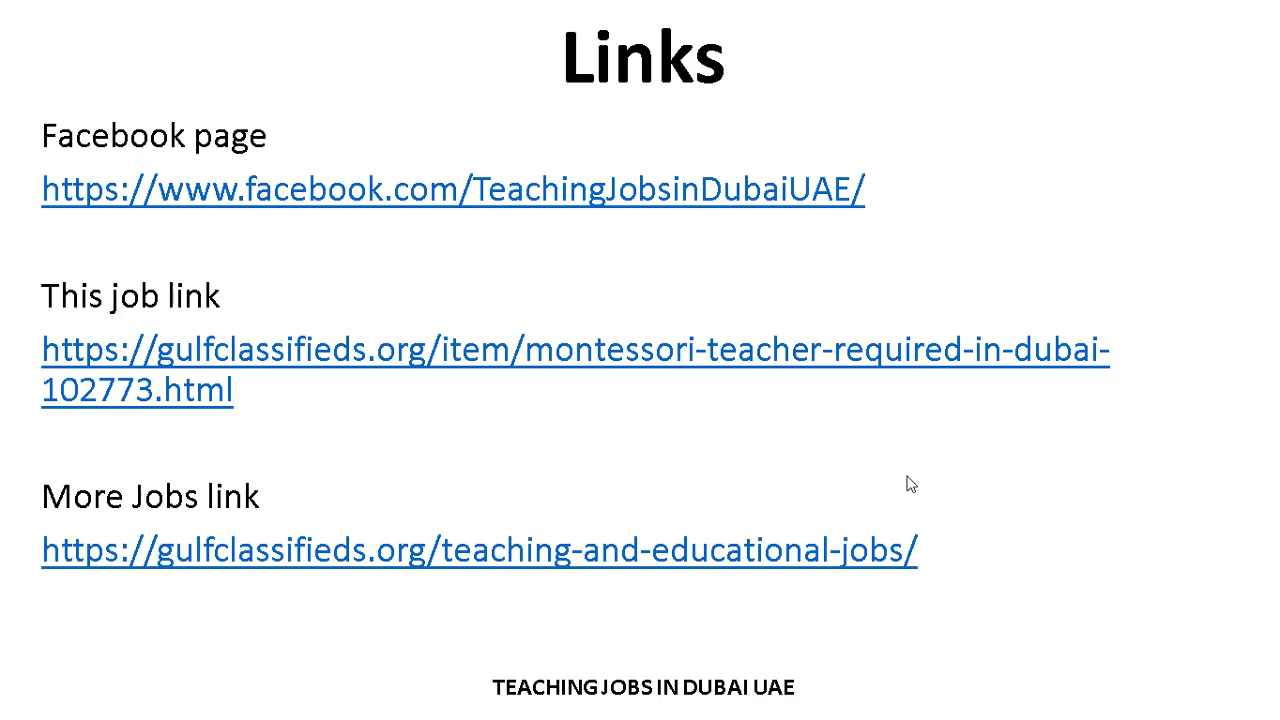 Links
Facebook page
https://www.facebook.com/TeachingJobsinDubaiUAE/
This job link
https://gulfclassifieds.org/item/montessori-teacher-required-in-dubai-
102773.html
More Jobs link
https://gulfclassifieds.org/teaching-and-educational-jobs/
TEACHING JOBS IN DUBAI UAE